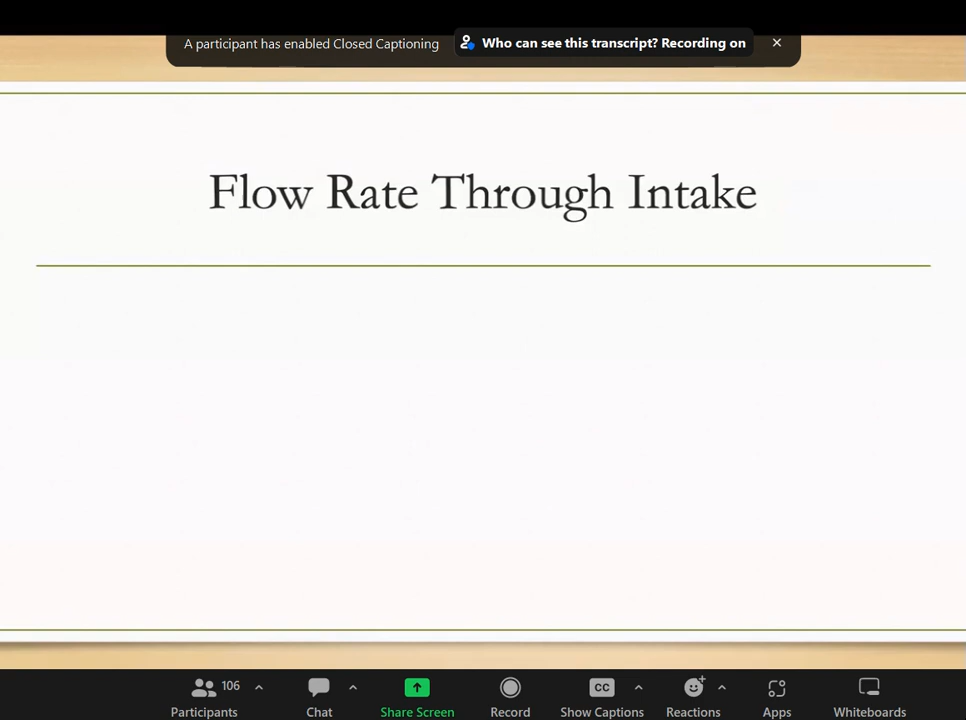 A participant has enabled Closed Captioning Who can see this transcript? Recording on
Flow Rate Through Intake
106
CC
Participants Chat Share Screen Record Show Captions Reactions Apps Whiteboards